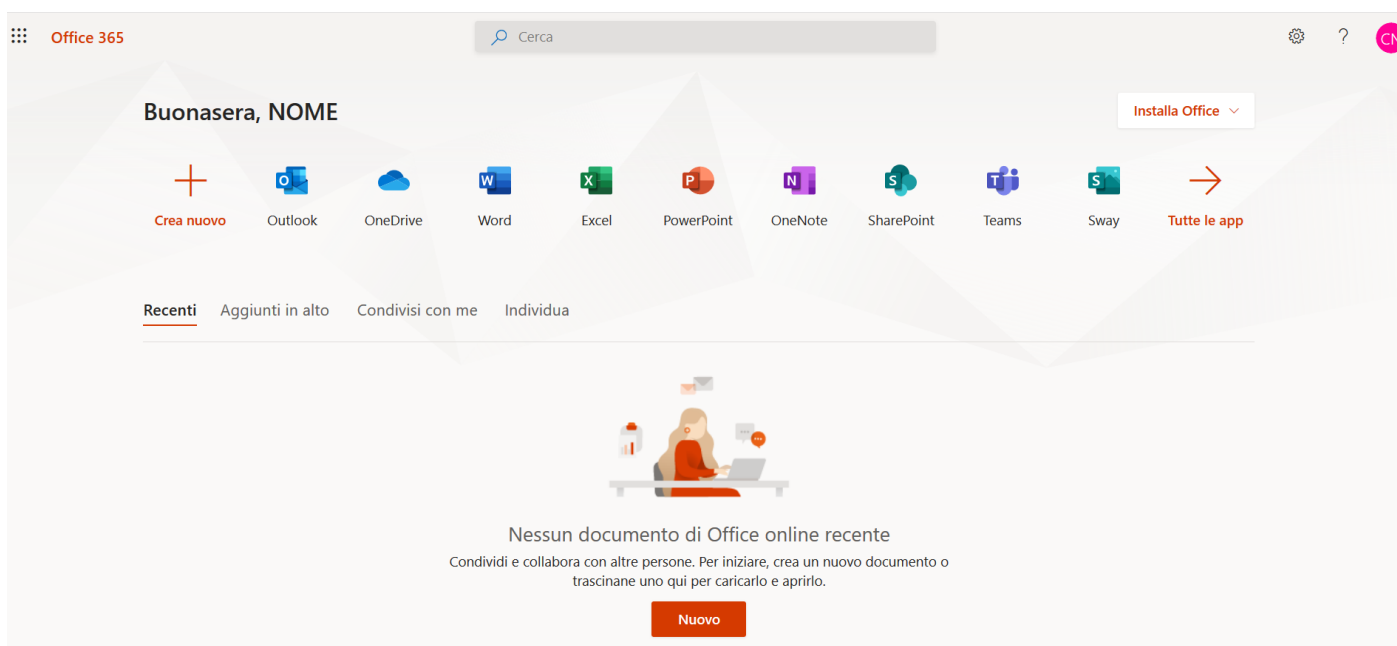 Office 365
Cerca
?
CN
Buonasera, NOME
Installa Office
Crea nuovo
Outlook
OneDrive
Word
Excel
PowerPoint
OneNote
SharePoint
Teams
Sway
Tutte le app
Recenti
Aggiunti in alto
Condivisi con me
Individua
Nessun documento di Office online recente
Condividi e collabora con altre persone. Per iniziare, crea un nuovo documento o
trascinane uno qui per caricarlo e aprirlo.
Nuovo